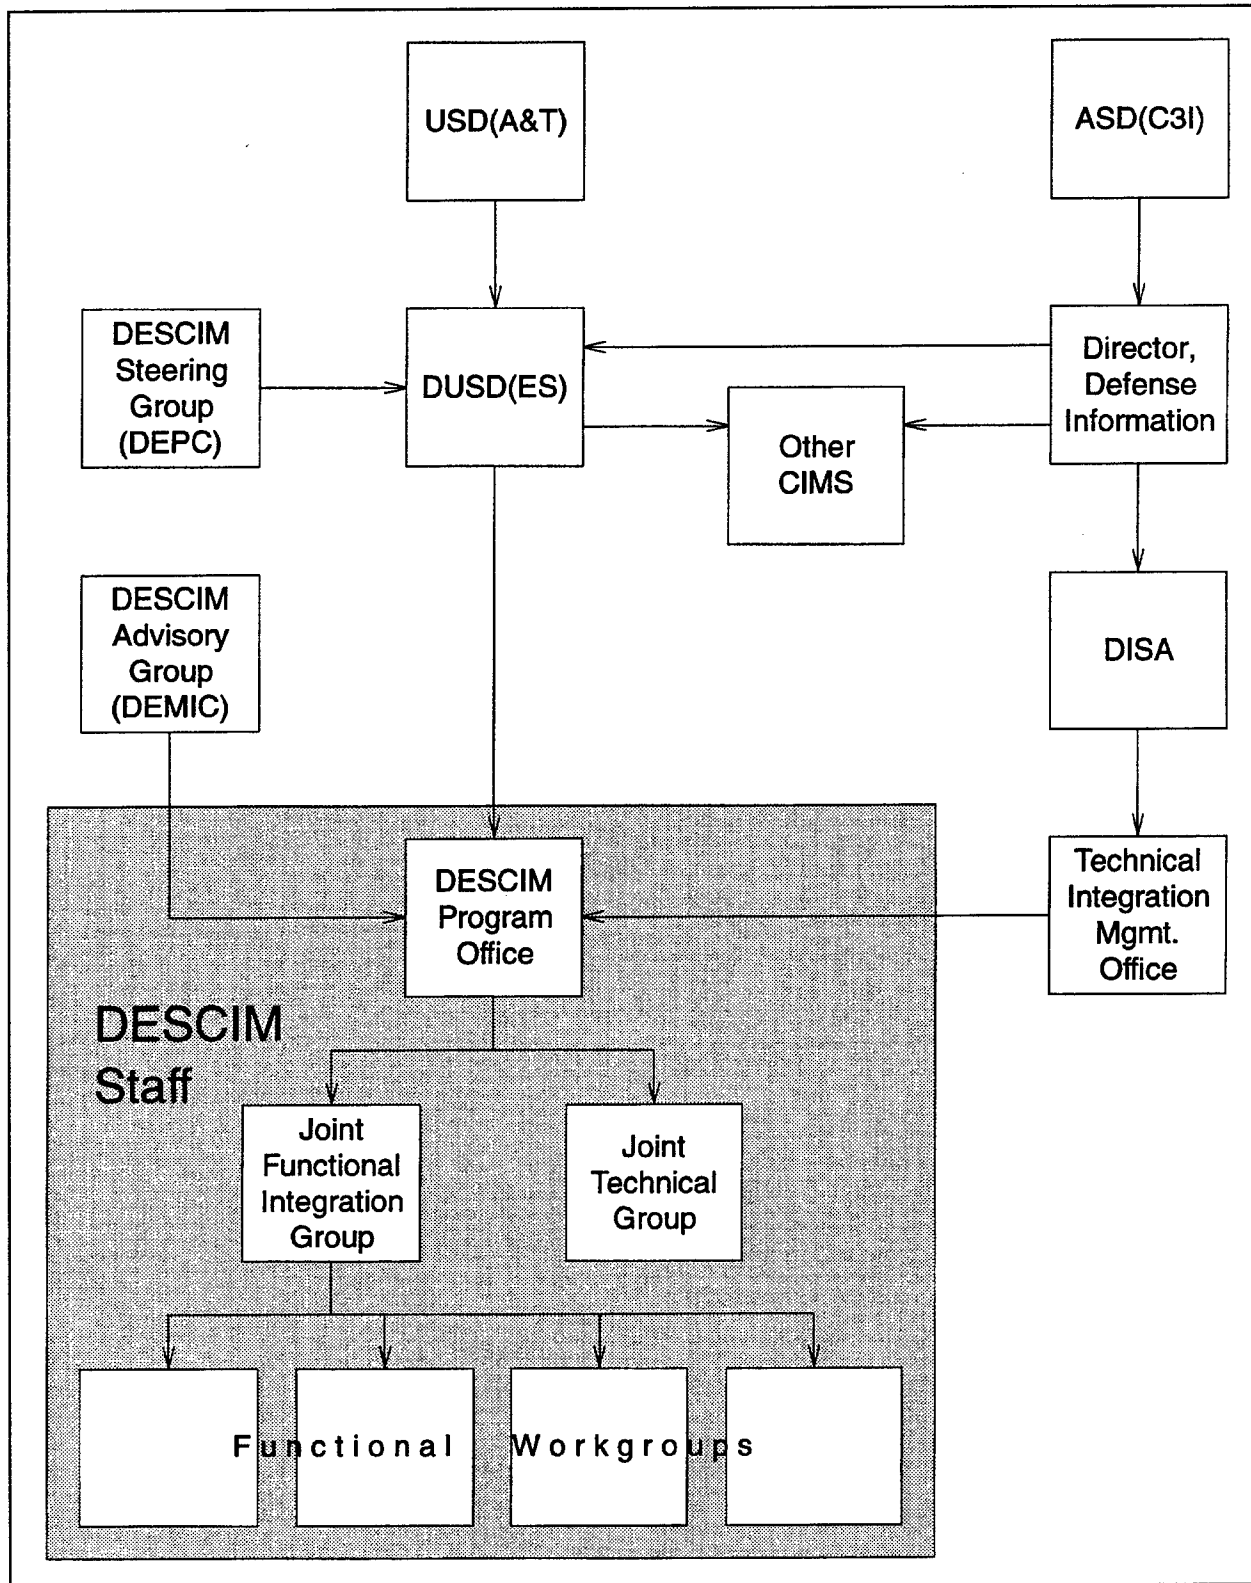 USD(A&T)
ASD(C3I)
DESCIM
Steering
Group
(DEPC)
DUSD(ES)
Other
CIMS
Director,
Defense
Information
DESCIM
Advisory
Group
(DEMIC)
DISA
DESCIM
Program
Office
Technical
Integration
Mgmt.
Office
DESCIM
Staff
Joint
Functional
Integration
Group
Joint
Technical
Group
Functional Workgroups